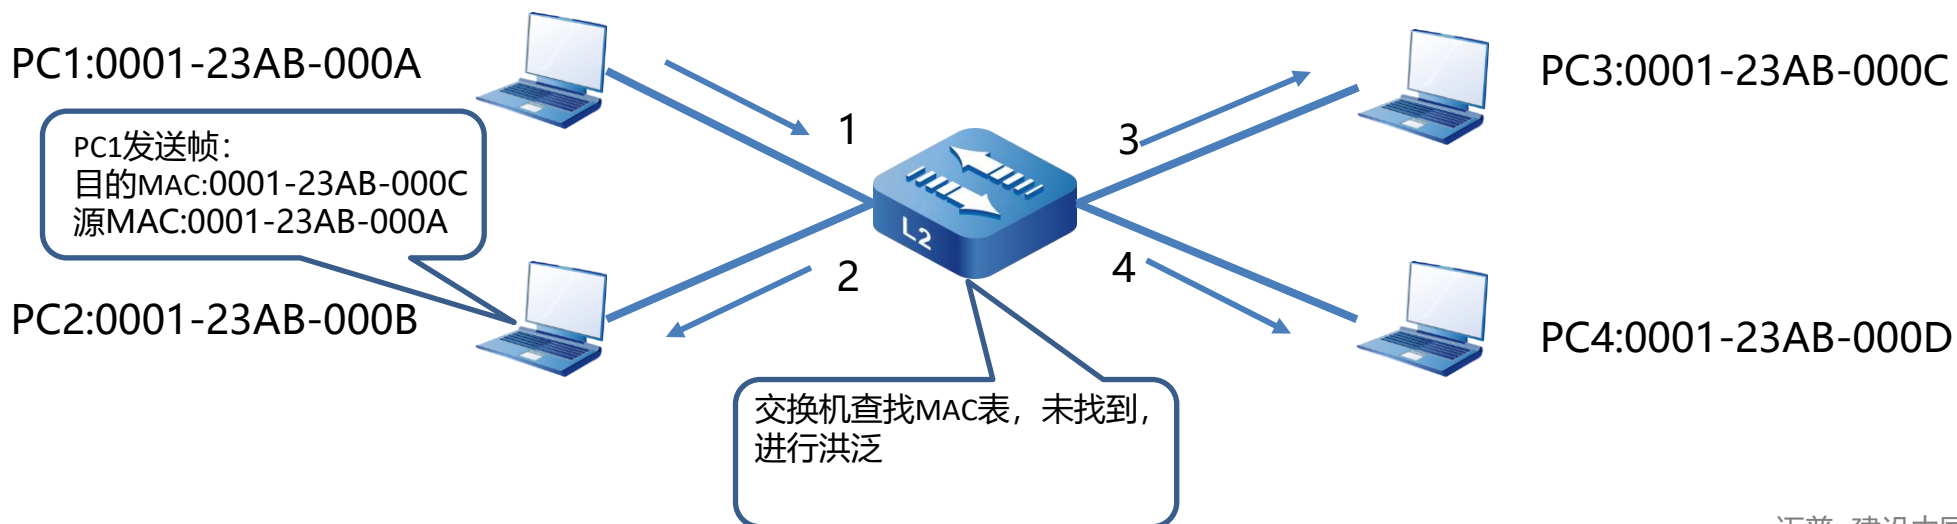 PC1:0001-23AB-000A
PC3:0001-23AB-000C
PC1发送帧：
目的MAC:0001-23AB-000C
源MAC:0001-23AB-000A
1
3
L2
2
4
PC2:0001-23AB-000B
PC4:0001-23AB-000D
交换机查找MAC表，未找到，
进行洪泛